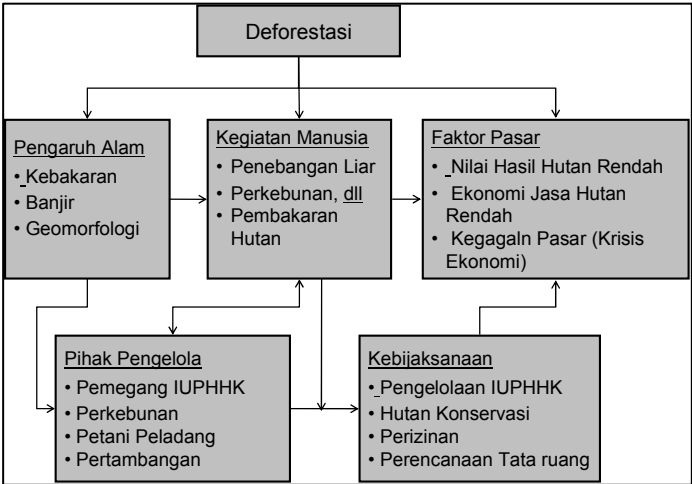 Deforestasi
Pengaruh Alam
• Kebakaran
• Banjir
• Geomorfologi
Kegiatan Manusia
• Penebangan Liar
• Perkebunan, dll
• Pembakaran
Hutan
Faktor Pasar
• Nilai Hasil Hutan Rendah
• Ekonomi Jasa Hutan
Rendah
• Kegagaln Pasar (Krisis
Ekonomi)
Pihak Pengelola
• Pemegang IUPHHK
• Perkebunan
• Petani Peladang
• Pertambangan
Kebijaksanaan
• Pengelolaan IUPHHK
• Hutan Konservasi
• Perizinan
• Perencanaan Tata ruang